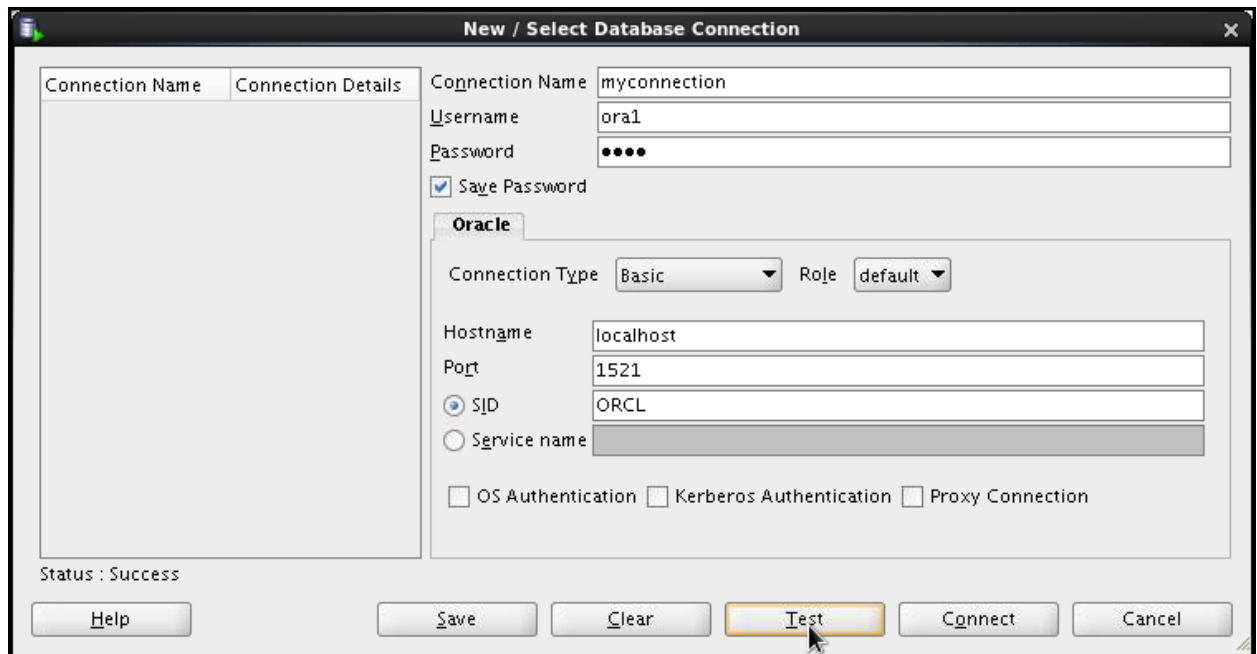 New / Select Database Connection
Connection Name Connection Details
Connection Name myconnection
Username ora1
Password ••••
Save Password
Oracle
Connection Type Basic Role default
Hostname localhost
Port 1521
SID ORCL
Service name
OS Authentication Kerberos Authentication Proxy Connection
Status : Success
Help Save Clear Test Connect Cancel